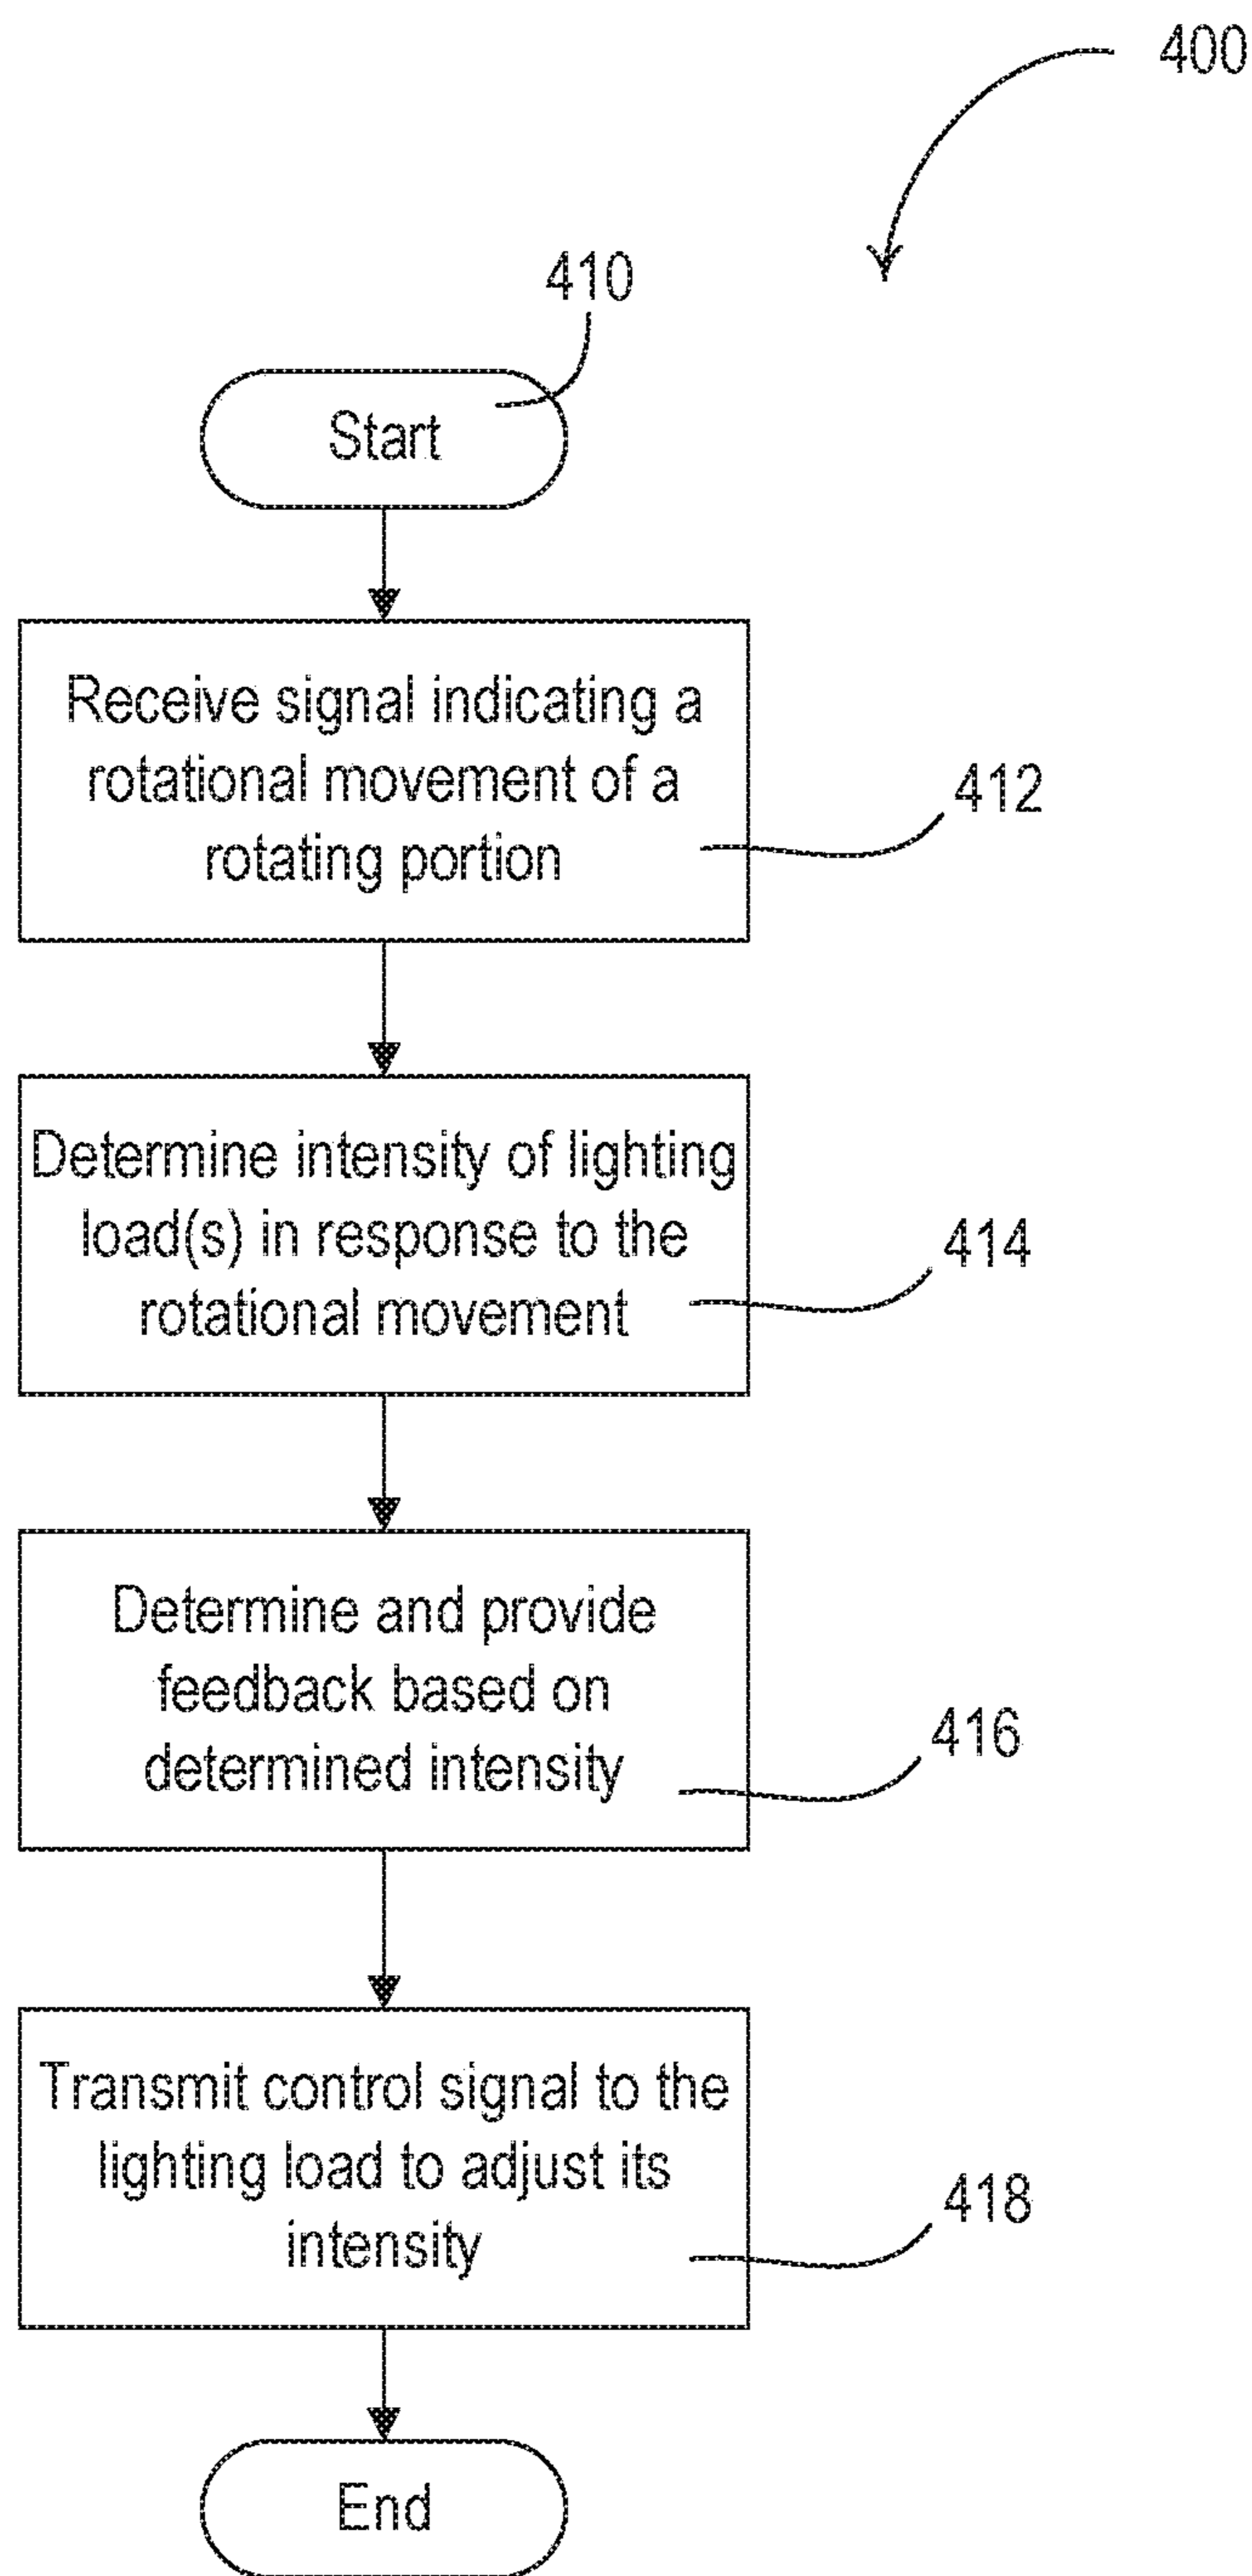 400
410
Start
Receive signal indicating a
rotational movement of a
rotating portion
412
Determine intensity of lighting
load(s) in response to the
rotational movement
414
Determine and provide
feedback based on
determined intensity
416
Transmit control signal to the
lighting load to adjust its
intensity
418
End